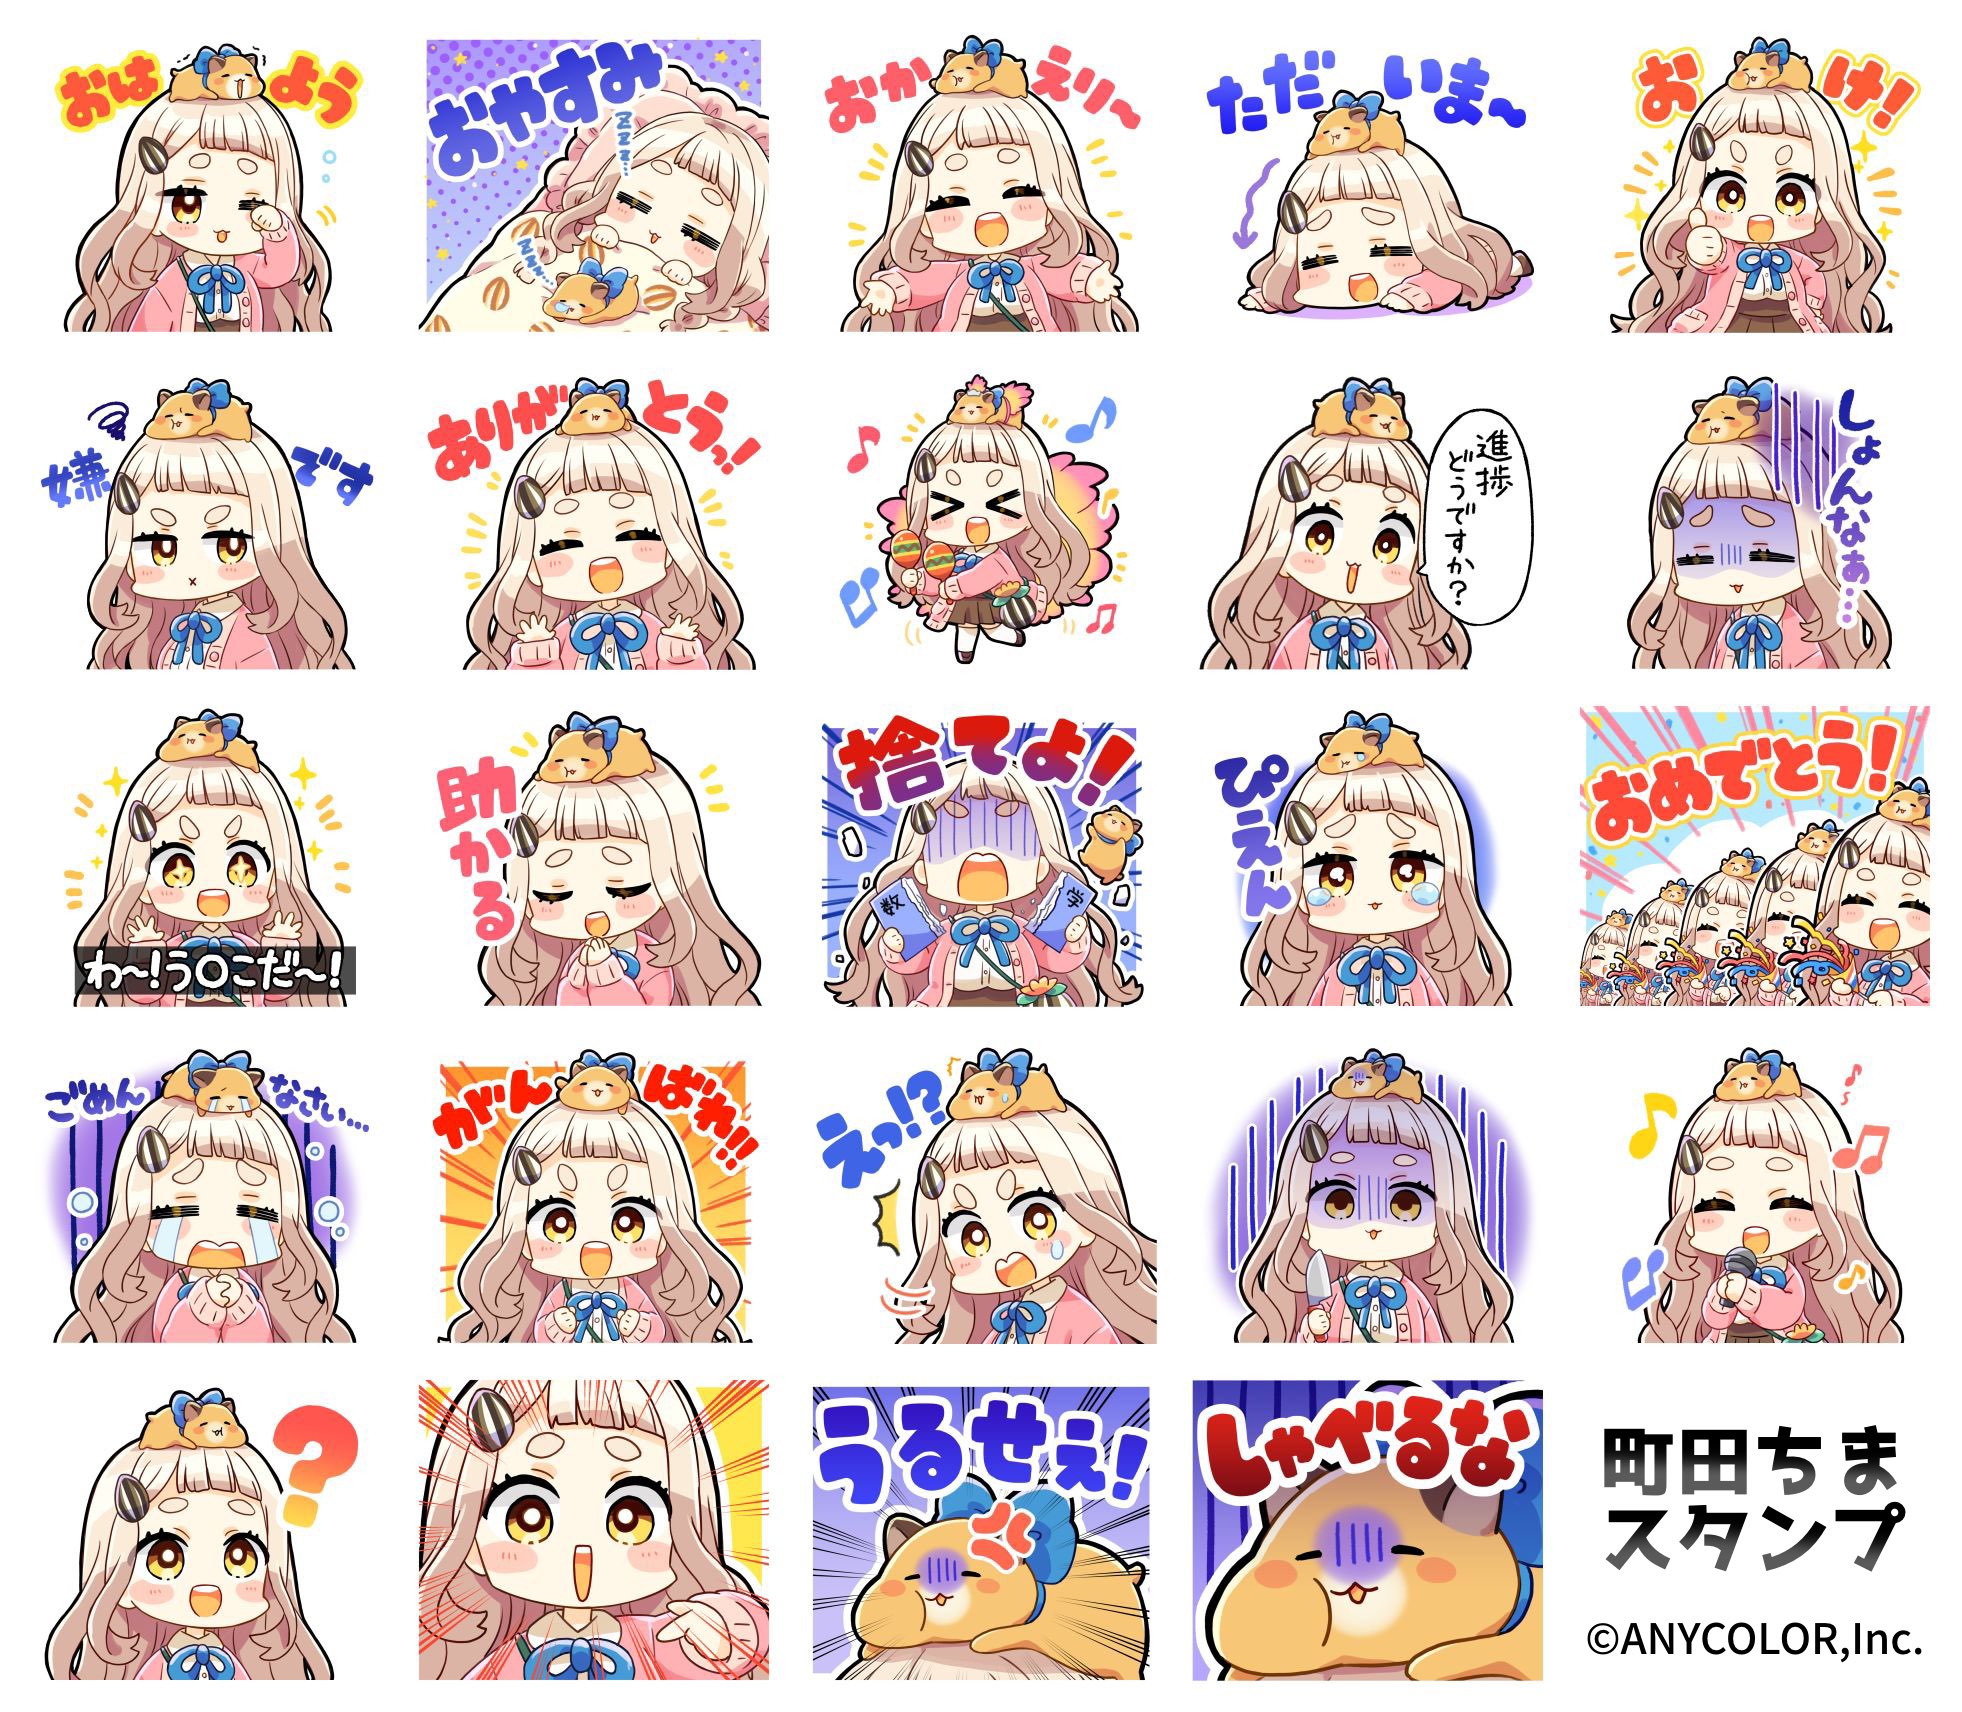 おはよう
おやすみ
zzz...
zzz...
おかえり～
ただいま～
おけ!
嫌です
ありがとうっ!
進捗
どうですか?
しょんなぁ…
わ～!う〇こだ～!
助かる
捨てよ!
数学
ぴえん
おめでとう!
ごめんなさい…
がんばれ!!
えっ!?
?
うるせぇ!
しゃべるな
町田ちま
スタンプ
©ANYCOLOR,Inc.